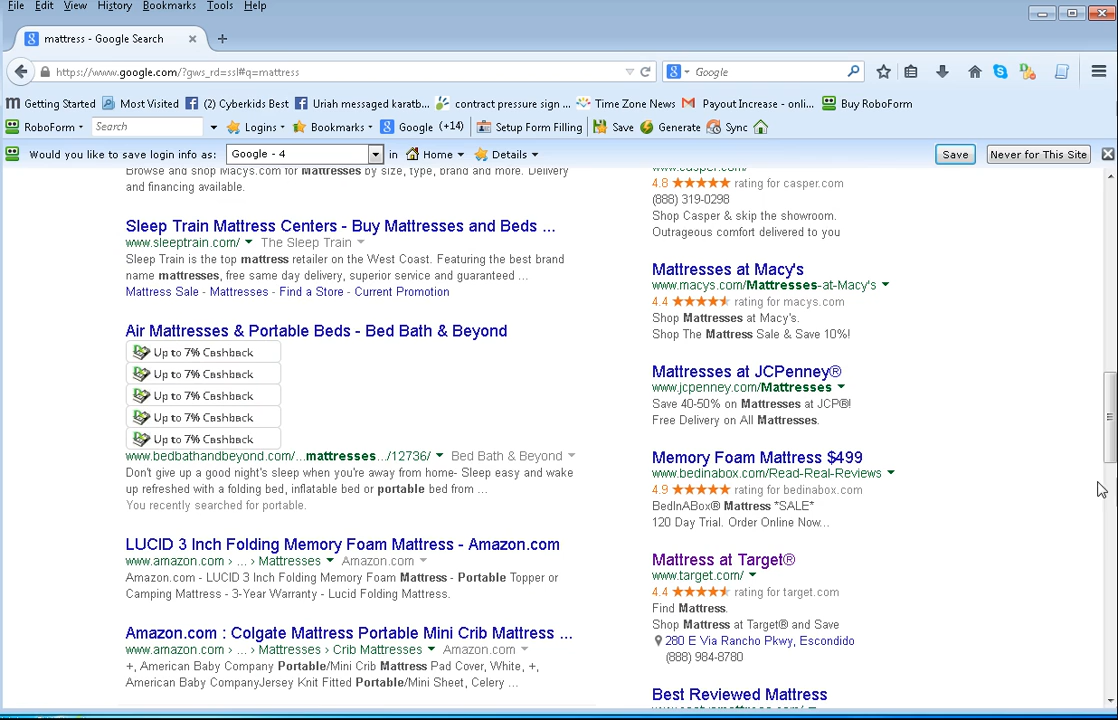 File Edit View History Bookmarks Tools Help
mattress - Google Search
https://www.google.com/?gws_rd=ssl#q=mattress
Google
Getting Started Most Visited (2) Cyberkids Best Uriah messaged karatb... contract pressure sign ... Time Zone News Payout Increase - onli... Buy RoboForm
RoboForm Search Logins Bookmarks Google (+14) Setup Form Filling Save Generate Sync
Would you like to save login info as: Google - 4 in Home Details Save Never for This Site
Browse and shop Macys.com for Mattresses by size, type, brand and more. Delivery
and financing available.
Sleep Train Mattress Centers - Buy Mattresses and Beds ...
www.sleeptrain.com/ The Sleep Train
Sleep Train is the top mattress retailer on the West Coast. Featuring the best brand
name mattresses, free same day delivery, superior service and guaranteed ...
Mattress Sale - Mattresses - Find a Store - Current Promotion
Air Mattresses & Portable Beds - Bed Bath & Beyond
Up to 7% Cashback
Up to 7% Cashback
Up to 7% Cashback
Up to 7% Cashback
Up to 7% Cashback
www.bedbathandbeyond.com/...mattresses.../12736/ Bed Bath & Beyond
Don't give up a good night's sleep when you're away from home- Sleep easy and wake
up refreshed with a folding bed, inflatable bed or portable bed from ...
You recently searched for portable.
LUCID 3 Inch Folding Memory Foam Mattress - Amazon.com
www.amazon.com › ... › Mattresses Amazon.com
Amazon.com - LUCID 3 Inch Folding Memory Foam Mattress - Portable Topper or
Camping Mattress - 3-Year Warranty - Lucid Folding Mattress.
Amazon.com : Colgate Mattress Portable Mini Crib Mattress ...
www.amazon.com › ... › Mattresses › Crib Mattresses Amazon.com
+, American Baby Company Portable/Mini Crib Mattress Pad Cover, White, +,
American Baby CompanyJersey Knit Fitted Portable/Mini Sheet, Celery ...
www.casper.com/
4.8 rating for casper.com
(888) 319-0298
Shop Casper & skip the showroom.
Outrageous comfort delivered to you
Mattresses at Macy's
www.macys.com/Mattresses-at-Macy's
4.4 rating for macys.com
Shop Mattresses at Macy's.
Shop The Mattress Sale & Save 10%!
Mattresses at JCPenney®
www.jcpenney.com/Mattresses
Save 40-50% on Mattresses at JCP®!
Free Delivery on All Mattresses.
Memory Foam Mattress $499
www.bedinabox.com/Read-Real-Reviews
4.9 rating for bedinabox.com
BedInABox® Mattress *SALE*
120 Day Trial. Order Online Now...
Mattress at Target®
www.target.com/
4.4 rating for target.com
Find Mattress.
Shop Mattress at Target® and Save
280 E Via Rancho Pkwy, Escondido
(888) 984-8780
Best Reviewed Mattress